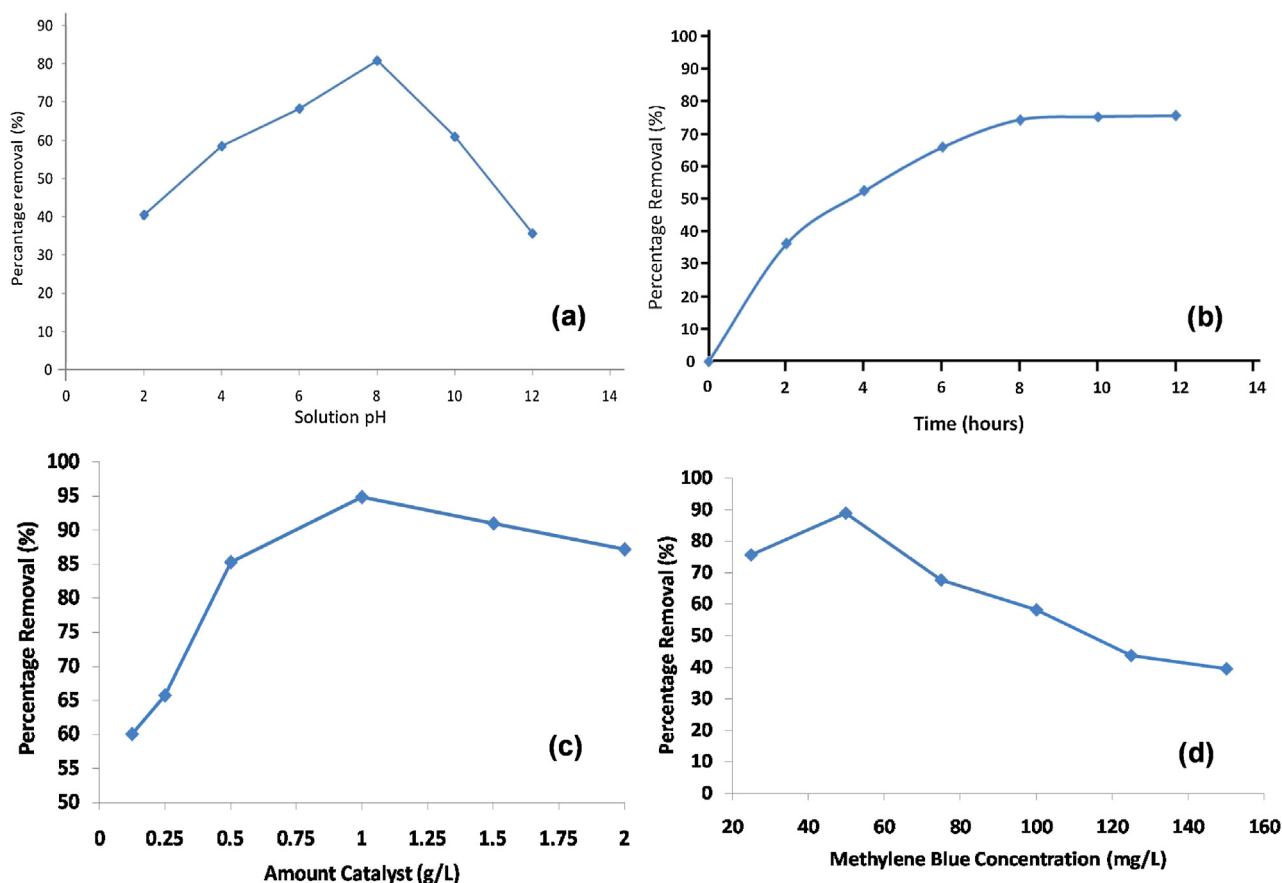 90
80
70
60
50
40
30
20
10
0
0 2 4 6 8 10 12 14
Percantage removal (%)
Solution pH
(a)
100
90
80
70
60
50
40
30
20
10
0
0 2 4 6 8 10 12 14
Percentage Removal (%)
Time (hours)
(b)
100
95
90
85
80
75
70
65
60
55
50
0 0.25 0.5 0.75 1 1.25 1.5 1.75 2
Percentage Removal (%)
Amount Catalyst (g/L)
(c)
100
90
80
70
60
50
40
30
20
10
0
20 40 60 80 100 120 140 160
Percentage Removal (%)
Methylene Blue Concentration (mg/L)
(d)